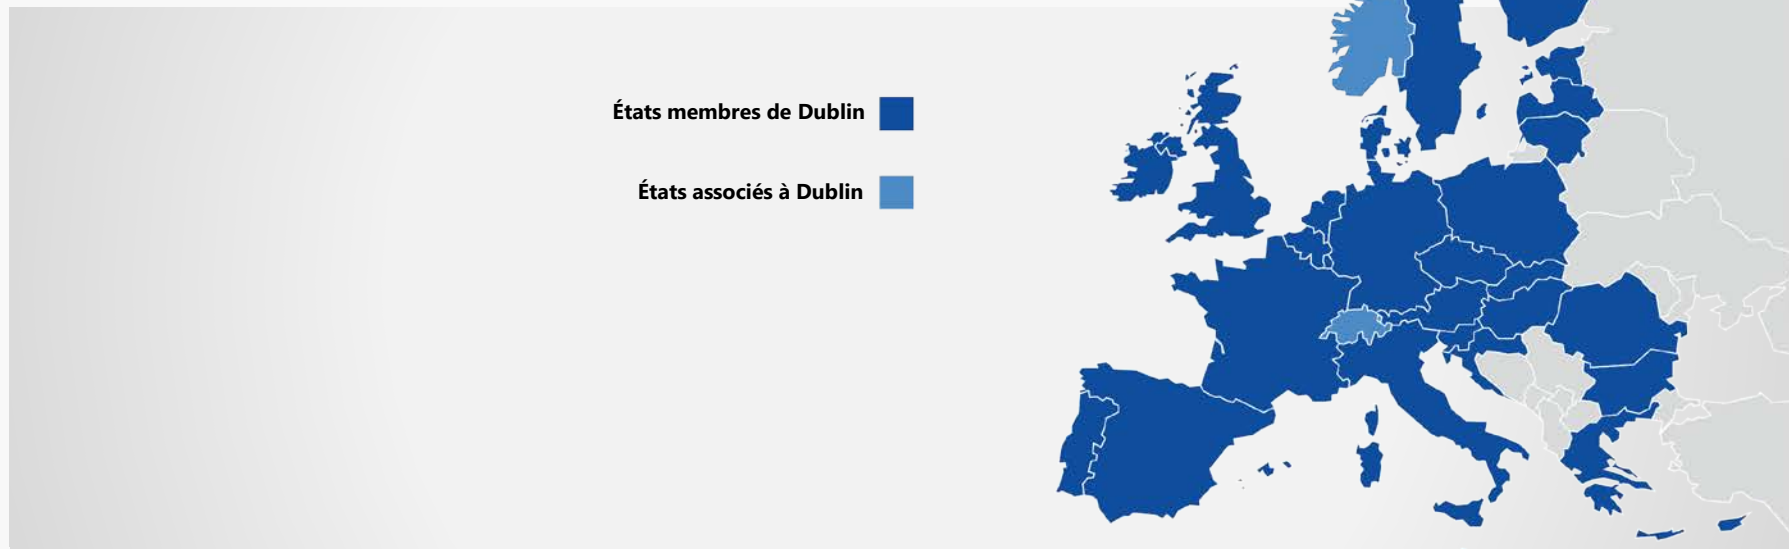 États membres de Dublin
États associés à Dublin